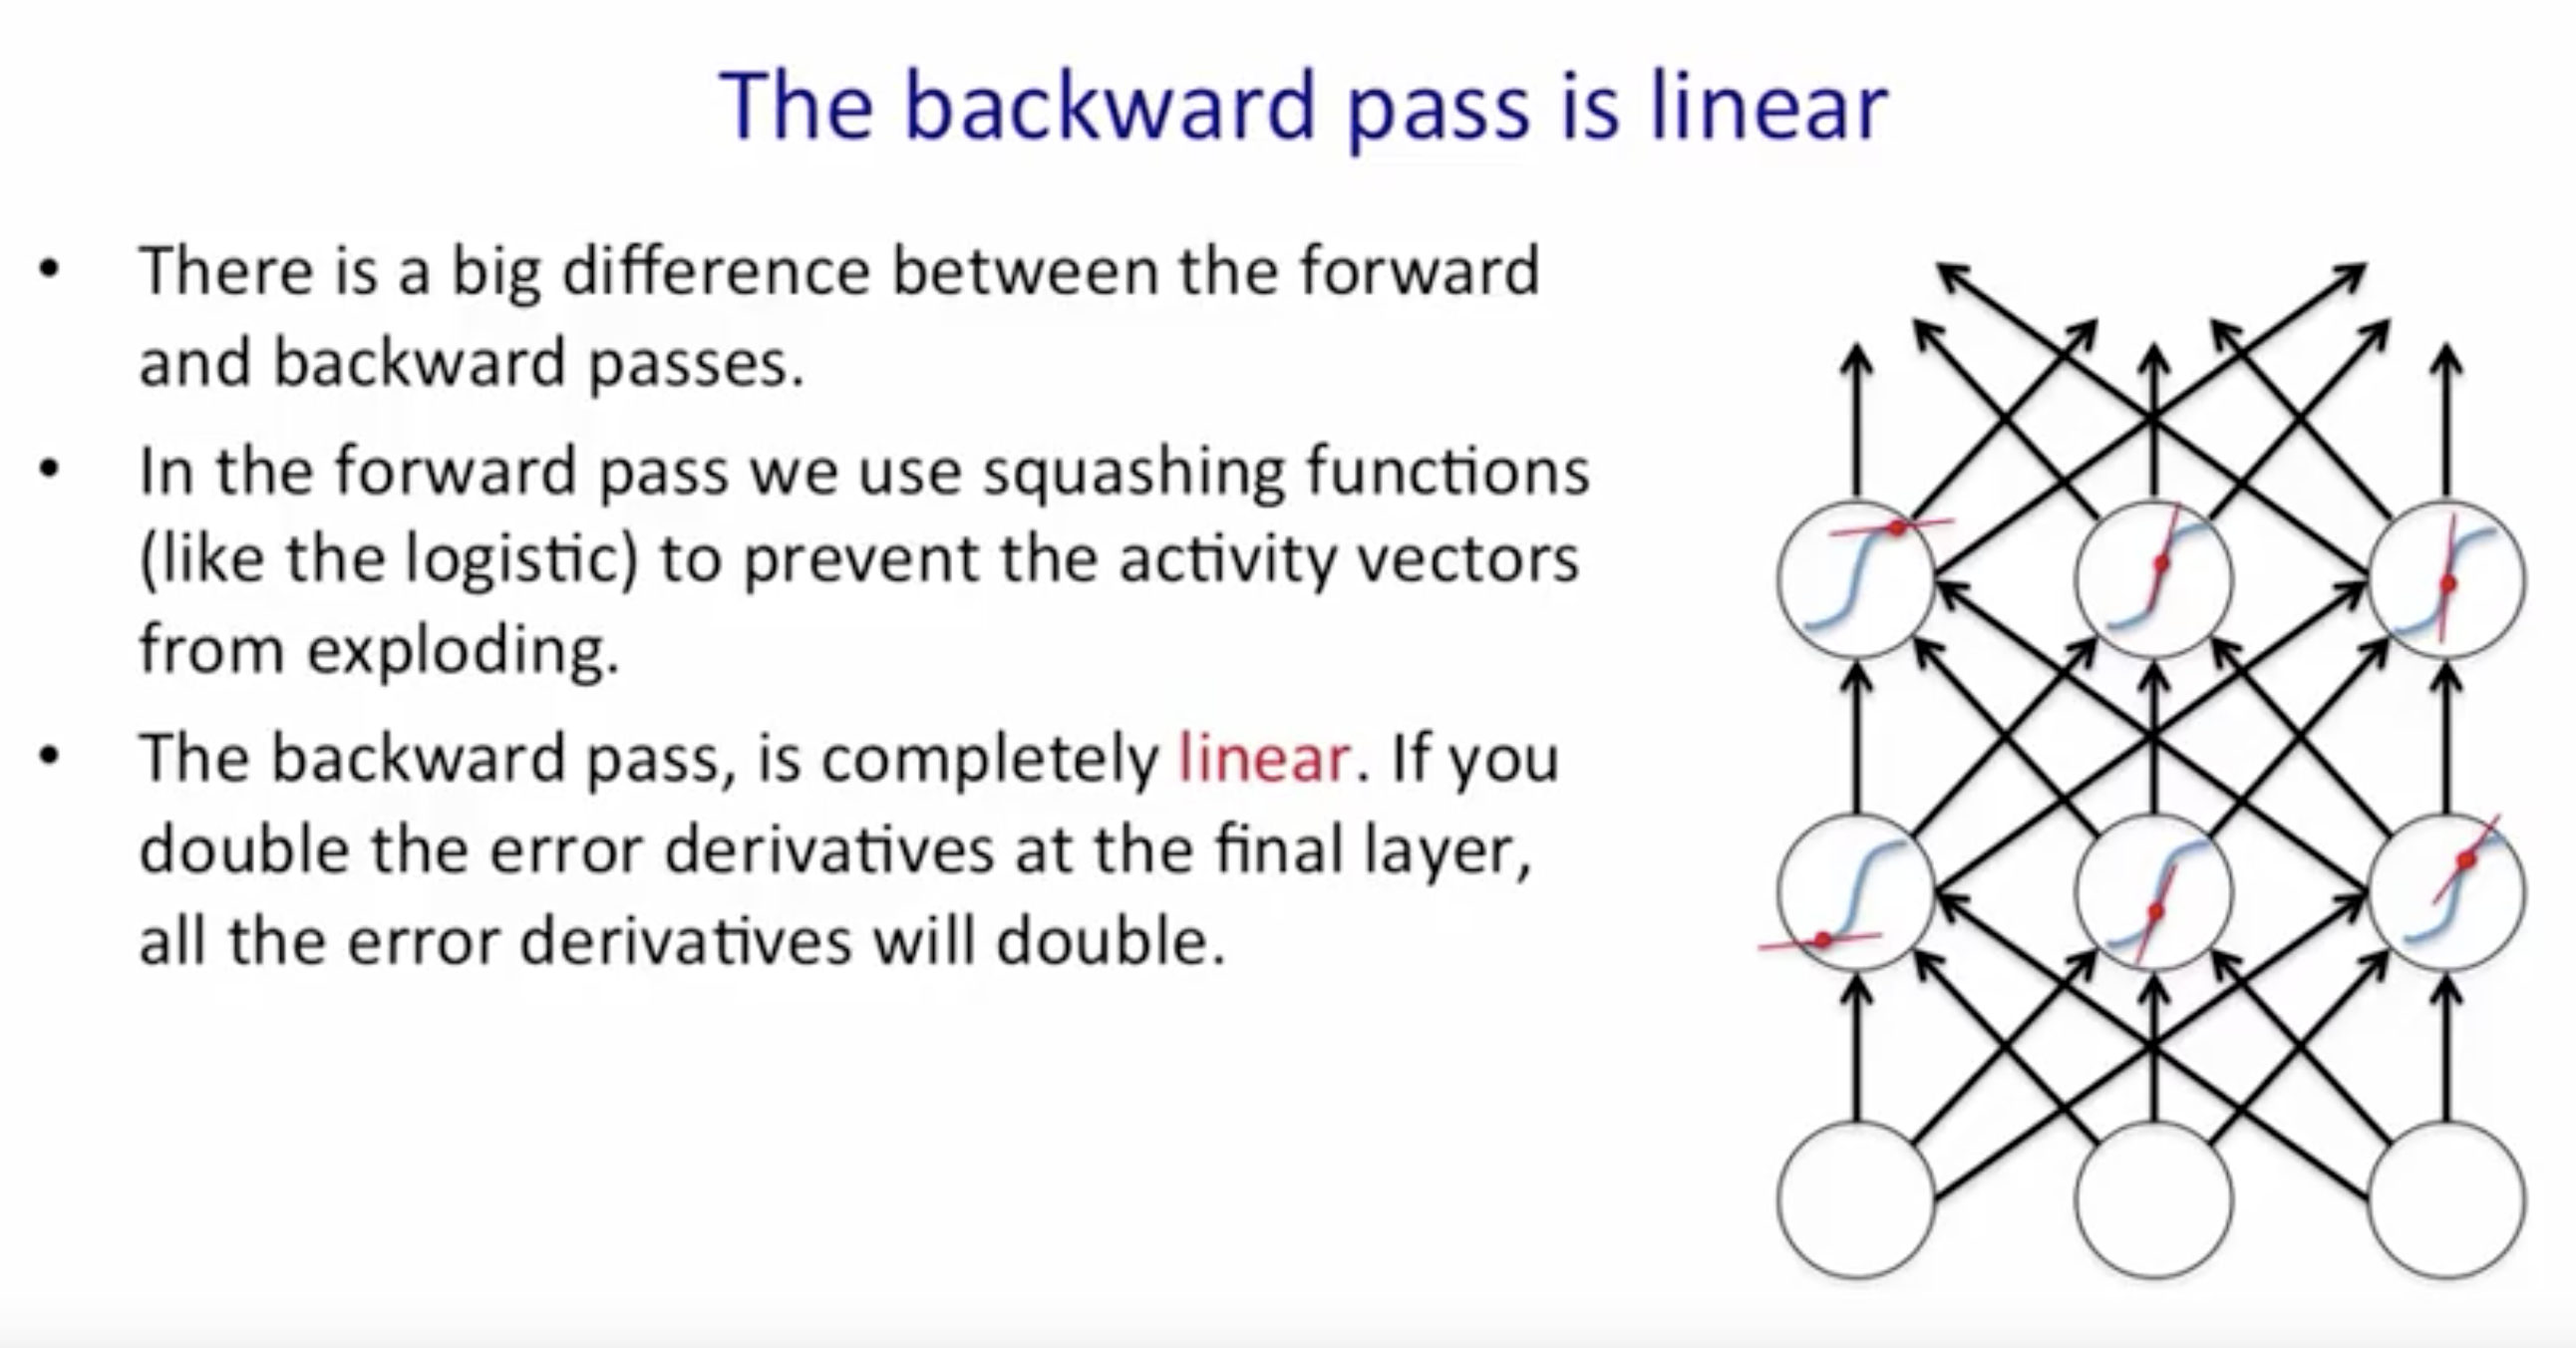 The backward pass is linear
• There is a big difference between the forward
and backward passes.
• In the forward pass we use squashing functions
(like the logistic) to prevent the activity vectors
from exploding.
• The backward pass, is completely linear. If you
double the error derivatives at the final layer,
all the error derivatives will double.